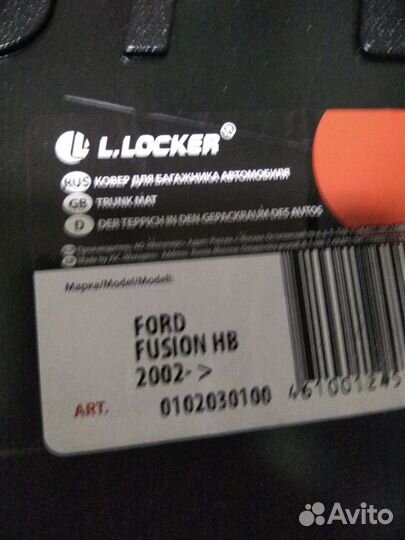 L.LOCKER®
RUS КОВЕР ДЛЯ БАГАЖНИКА АВТОМОБИЛЯ
GB TRUNK MAT
D DER TEPPICH IN DEN GEPACKRAUM DES AUTOS
Марка/Model/Modell:
FORD
FUSION HB
2002->
ART. 0102030100
Avito